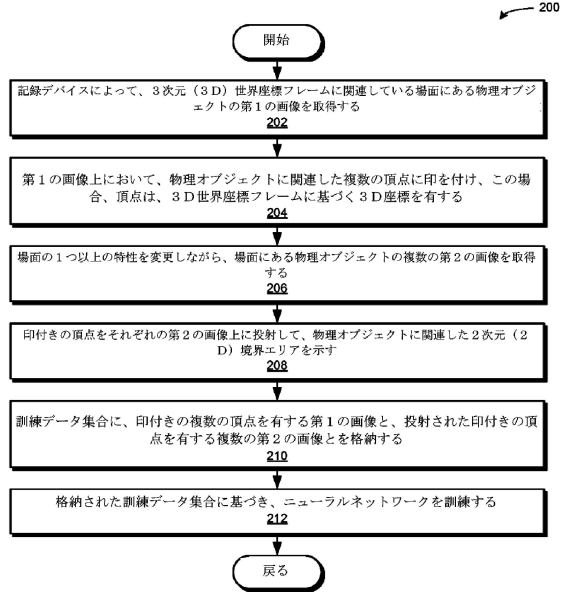 200
開始
記録デバイスによって、3次元（3D）世界座標フレームに関連している場面にある物理オブジ
ェクトの第1の画像を取得する
202
第1の画像上において、物理オブジェクトに関連した複数の頂点に印を付け、この場
合、頂点は、3D世界座標フレームに基づく3D座標を有する
204
場面の1つ以上の特性を変更しながら、場面にある物理オブジェクトの複数の第2の画像を取得
する
206
印付きの頂点をそれぞれの第2の画像上に投射して、物理オブジェクトに関連した2次元（2
D）境界エリアを示す
208
訓練データ集合に、印付きの複数の頂点を有する第1の画像と、投射された印付きの頂
点を有する複数の第2の画像とを格納する
210
格納された訓練データ集合に基づき、ニューラルネットワークを訓練する
212
戻る